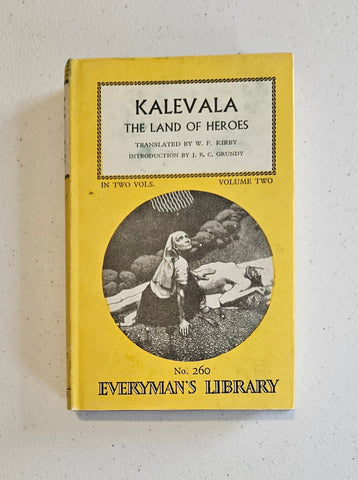 KALEVALA
THE LAND OF HEROES
TRANSLATED BY W. F. KIRBY
INTRODUCTION BY J. B. C. GRUNDY
IN TWO VOLS. VOLUME TWO
No. 260
EVERYMAN'S LIBRARY